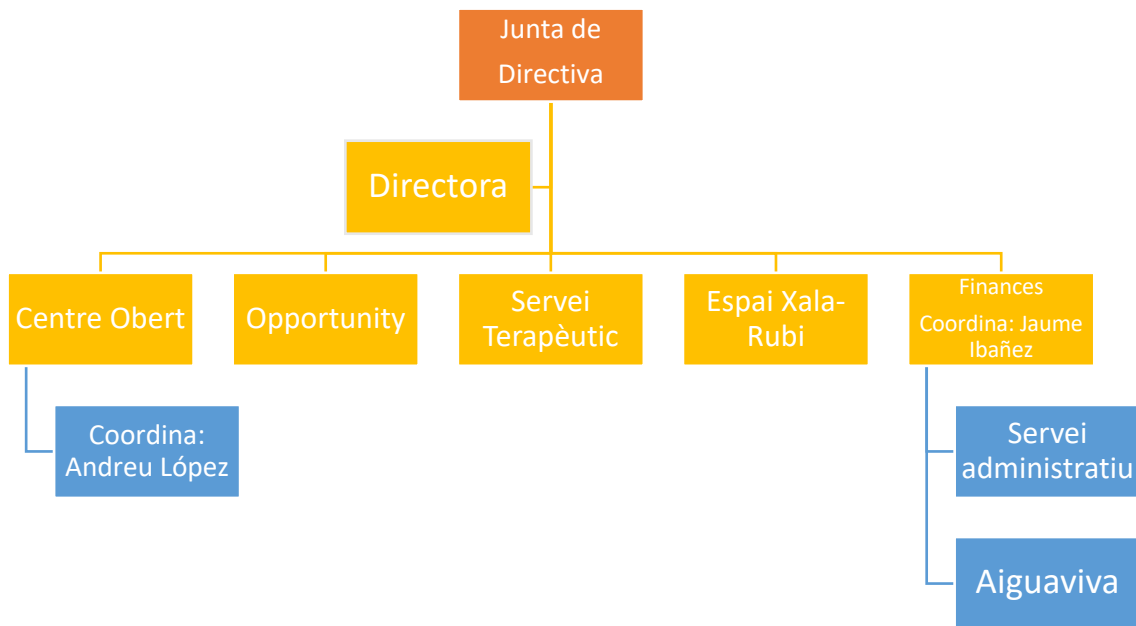 Junta de
Directiva
Directora
Centre Obert
Opportunity
Servei
Terapèutic
Espai Xala-
Rubi
Finances
Coordina: Jaume
Ibañez
Coordina:
Andreu López
Servei
administratiu
Aiguaviva